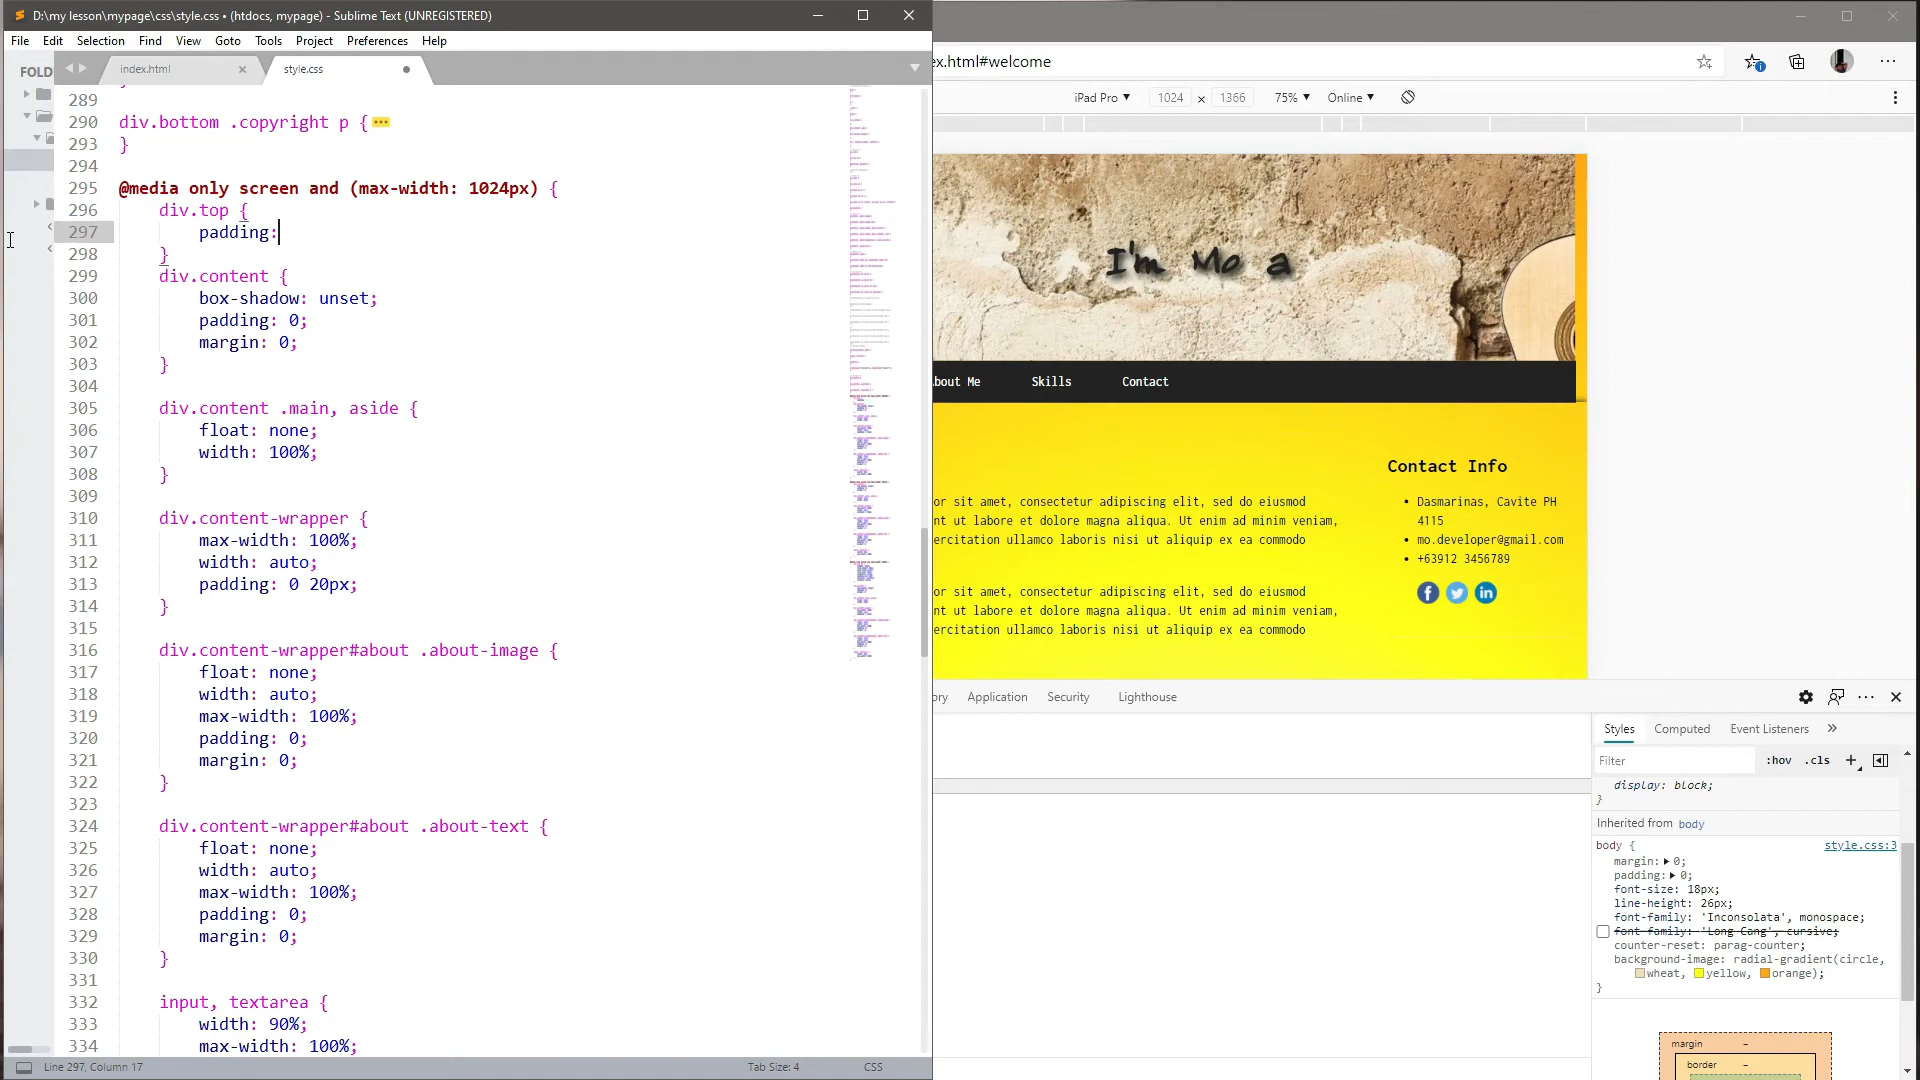 D:\my lesson\mypage\css\style.css • (htdocs, mypage) - Sublime Text (UNREGISTERED)
File Edit Selection Find View Goto Tools Project Preferences Help
FOLD
index.html
style.css
289
290 div.bottom .copyright p {
293 }
294
295 @media only screen and (max-width: 1024px) {
296 div.top {
297 padding:
298 }
299 div.content {
300 box-shadow: unset;
301 padding: 0;
302 margin: 0;
303 }
304
305 div.content .main, aside {
306 float: none;
307 width: 100%;
308 }
309
310 div.content-wrapper {
311 max-width: 100%;
312 width: auto;
313 padding: 0 20px;
314 }
315
316 div.content-wrapper#about .about-image {
317 float: none;
318 width: auto;
319 max-width: 100%;
320 padding: 0;
321 margin: 0;
322 }
323
324 div.content-wrapper#about .about-text {
325 float: none;
326 width: auto;
327 max-width: 100%;
328 padding: 0;
329 margin: 0;
330 }
331
332 input, textarea {
333 width: 90%;
334 max-width: 100%;
Line 297, Column 17
Tab Size: 4
CSS
ex.html#welcome
iPad Pro 1024 x 1366 75% Online
I'm Mo a
bout Me Skills Contact
Contact Info
• Dasmarinas, Cavite PH
4115
• mo.developer@gmail.com
• +63912 3456789
or sit amet, consectetur adipiscing elit, sed do eiusmod
nt ut labore et dolore magna aliqua. Ut enim ad minim veniam,
ercitation ullamco laboris nisi ut aliquip ex ea commodo
or sit amet, consectetur adipiscing elit, sed do eiusmod
nt ut labore et dolore magna aliqua. Ut enim ad minim veniam,
ercitation ullamco laboris nisi ut aliquip ex ea commodo
ory Application Security Lighthouse
Styles Computed Event Listeners
Filter :hov .cls
display: block;
}
Inherited from body
body { style.css:3
margin: 0;
padding: 0;
font-size: 18px;
line-height: 26px;
font-family: 'Inconsolata', monospace;
font-family: 'Long Cang', cursive;
counter-reset: parag-counter;
background-image: radial-gradient(circle,
wheat, yellow, orange);
}
margin –
border –